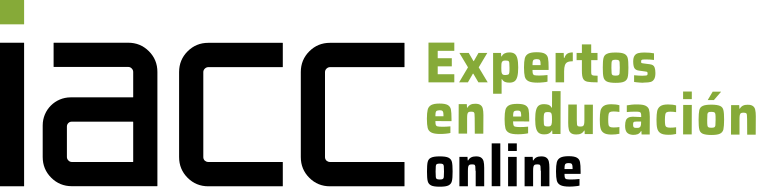 iacc
Expertos
en educación
online